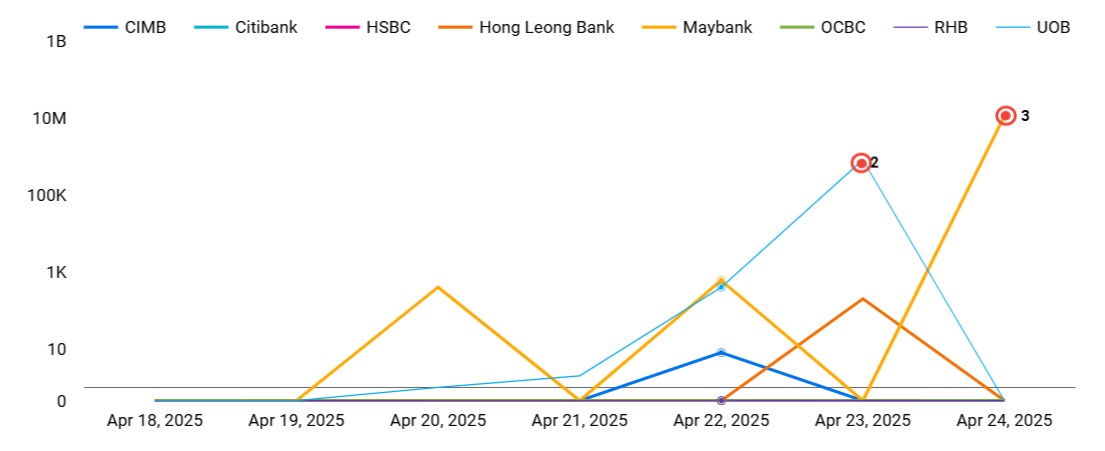 CIMB Citibank HSBC Hong Leong Bank Maybank OCBC RHB UOB
1B
10M
3
2
100K
1K
10
0
Apr 18, 2025 Apr 19, 2025 Apr 20, 2025 Apr 21, 2025 Apr 22, 2025 Apr 23, 2025 Apr 24, 2025